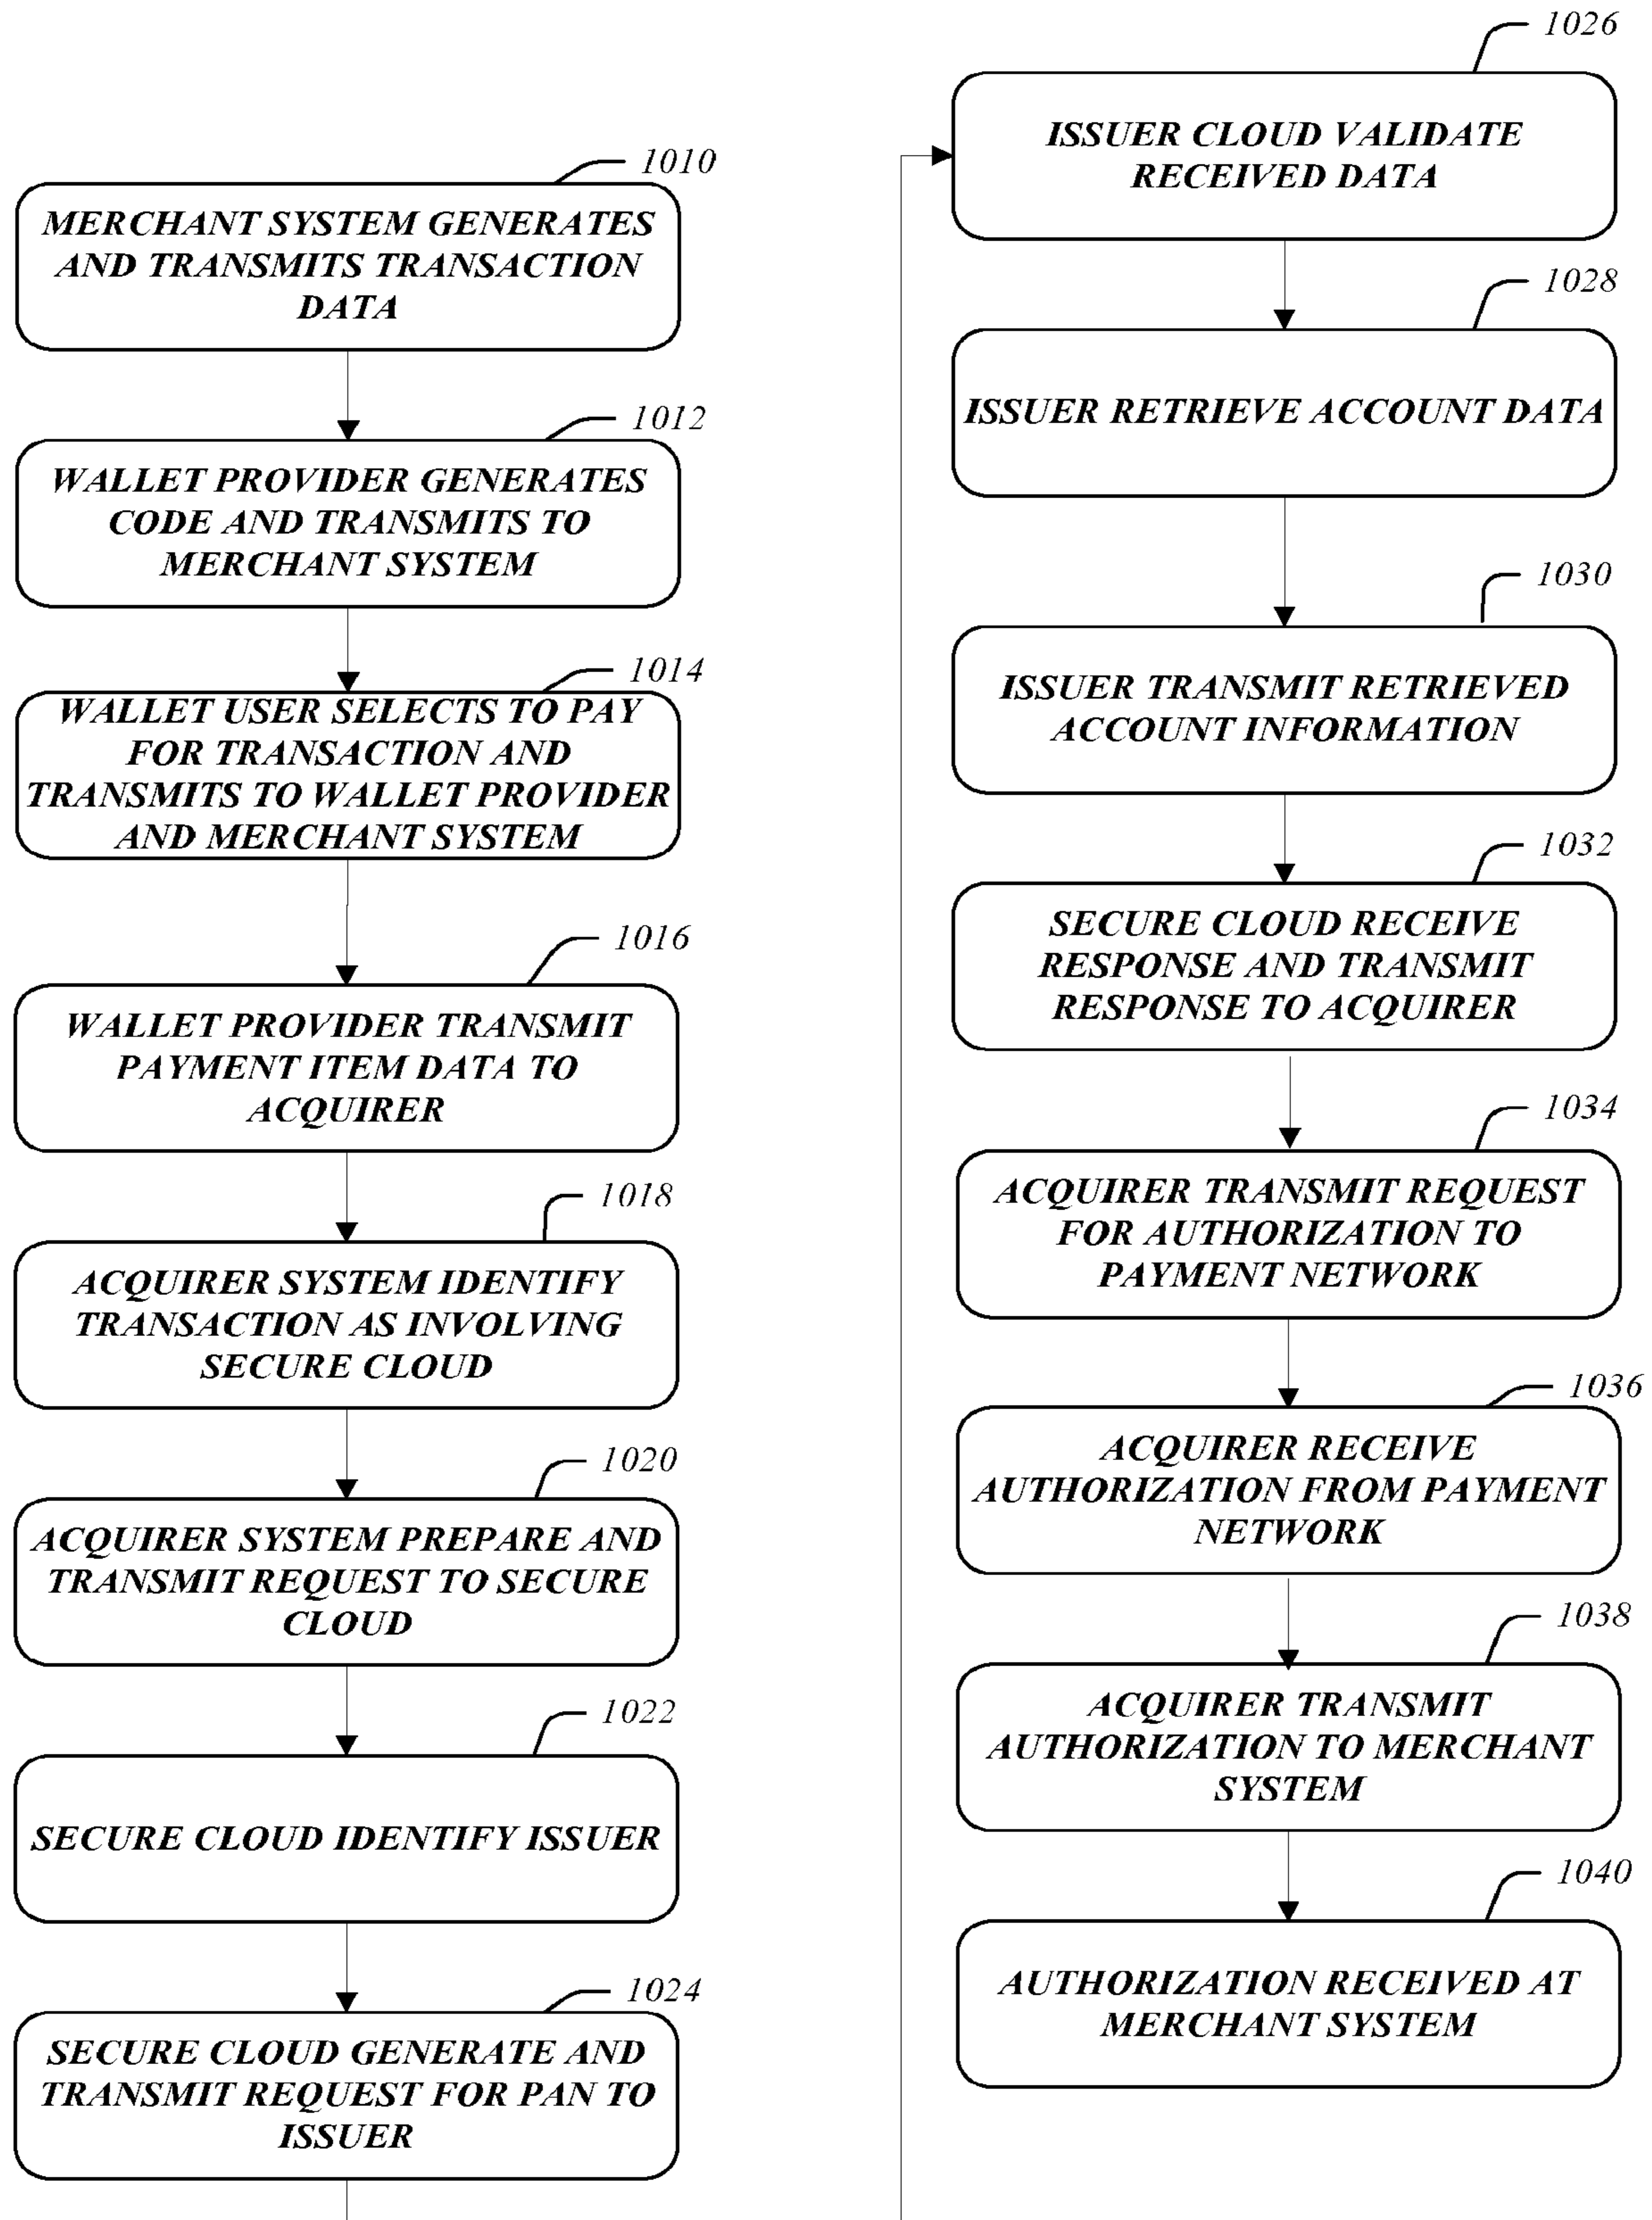 1010
MERCHANT SYSTEM GENERATES
AND TRANSMITS TRANSACTION
DATA
1012
WALLET PROVIDER GENERATES
CODE AND TRANSMITS TO
MERCHANT SYSTEM
1014
WALLET USER SELECTS TO PAY
FOR TRANSACTION AND
TRANSMITS TO WALLET PROVIDER
AND MERCHANT SYSTEM
1016
WALLET PROVIDER TRANSMIT
PAYMENT ITEM DATA TO
ACQUIRER
1018
ACQUIRER SYSTEM IDENTIFY
TRANSACTION AS INVOLVING
SECURE CLOUD
1020
ACQUIRER SYSTEM PREPARE AND
TRANSMIT REQUEST TO SECURE
CLOUD
1022
SECURE CLOUD IDENTIFY ISSUER
1024
SECURE CLOUD GENERATE AND
TRANSMIT REQUEST FOR PAN TO
ISSUER
1026
ISSUER CLOUD VALIDATE
RECEIVED DATA
1028
ISSUER RETRIEVE ACCOUNT DATA
1030
ISSUER TRANSMIT RETRIEVED
ACCOUNT INFORMATION
1032
SECURE CLOUD RECEIVE
RESPONSE AND TRANSMIT
RESPONSE TO ACQUIRER
1034
ACQUIRER TRANSMIT REQUEST
FOR AUTHORIZATION TO
PAYMENT NETWORK
1036
ACQUIRER RECEIVE
AUTHORIZATION FROM PAYMENT
NETWORK
1038
ACQUIRER TRANSMIT
AUTHORIZATION TO MERCHANT
SYSTEM
1040
AUTHORIZATION RECEIVED AT
MERCHANT SYSTEM